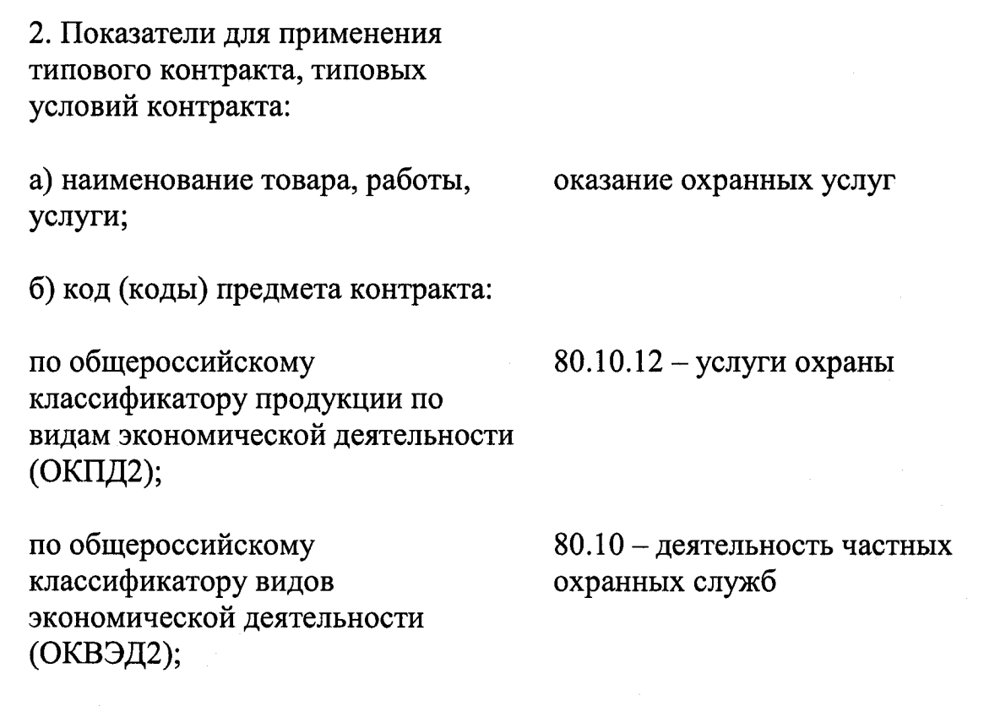 2. Показатели для применения
типового контракта, типовых
условий контракта:
а) наименование товара, работы,
услуги;
оказание охранных услуг
б) код (коды) предмета контракта:
по общероссийскому
классификатору продукции по
видам экономической деятельности
(ОКПД2);
80.10.12 – услуги охраны
по общероссийскому
классификатору видов
экономической деятельности
(ОКВЭД2);
80.10 – деятельность частных
охранных служб